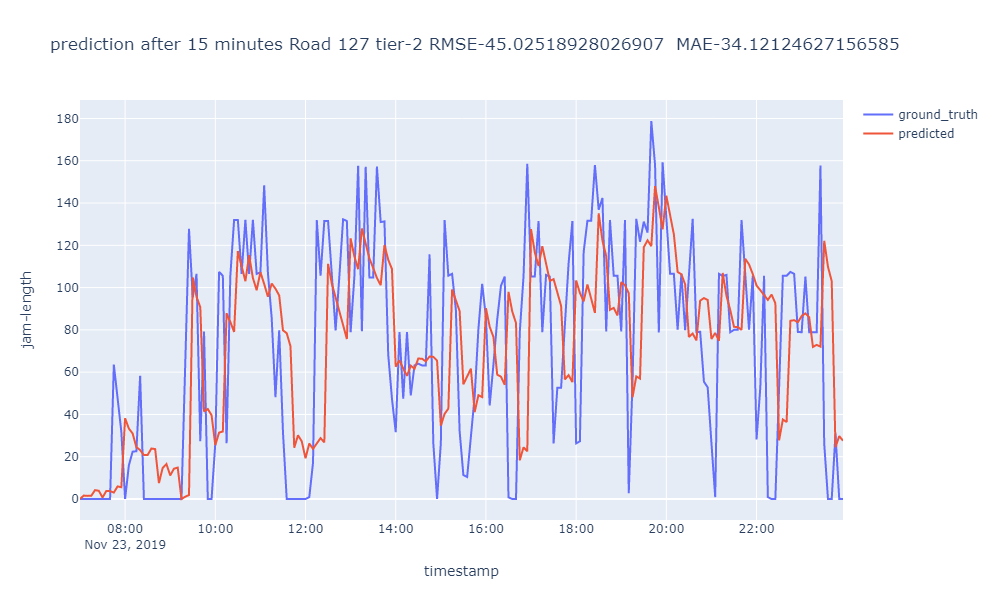 prediction after 15 minutes Road 127 tier-2 RMSE-45.02518928026907  MAE-34.12124627156585
ground_truth
predicted
180
160
140
120
100
80
60
40
20
0
jam-length
08:00 10:00 12:00 14:00 16:00 18:00 20:00 22:00
Nov 23, 2019
timestamp